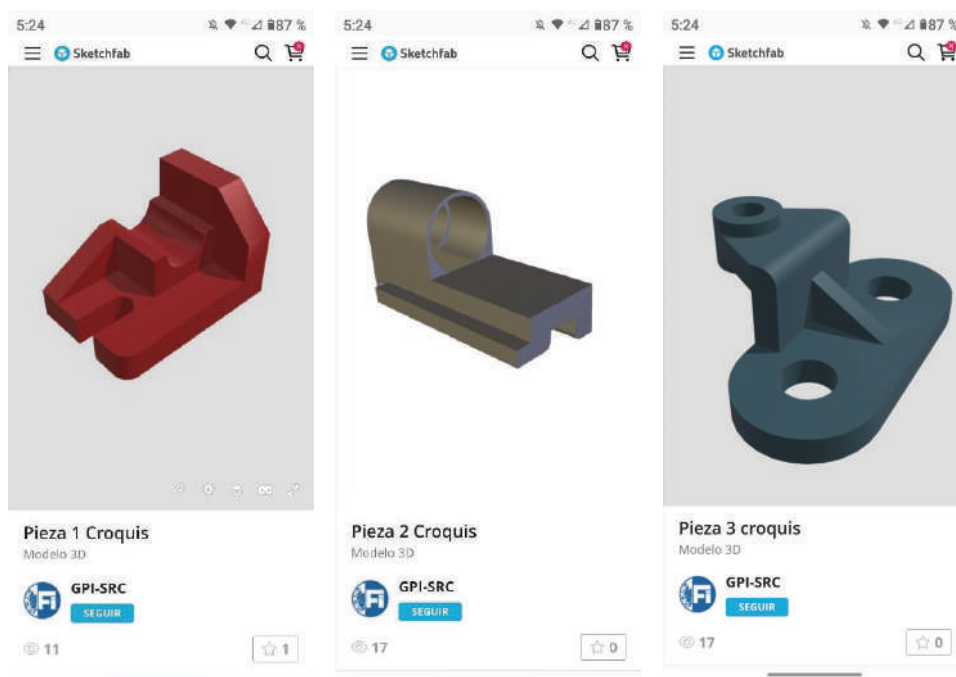 5:24
87 %
Sketchfab
Pieza 1 Croquis
Modelo 3D
GPI-SRC
SEGUIR
11
1
5:24
87 %
Sketchfab
Pieza 2 Croquis
Modelo 3D
GPI-SRC
SEGUIR
17
0
5:24
87 %
Sketchfab
Pieza 3 croquis
Modelo 3D
GPI-SRC
SEGUIR
17
0